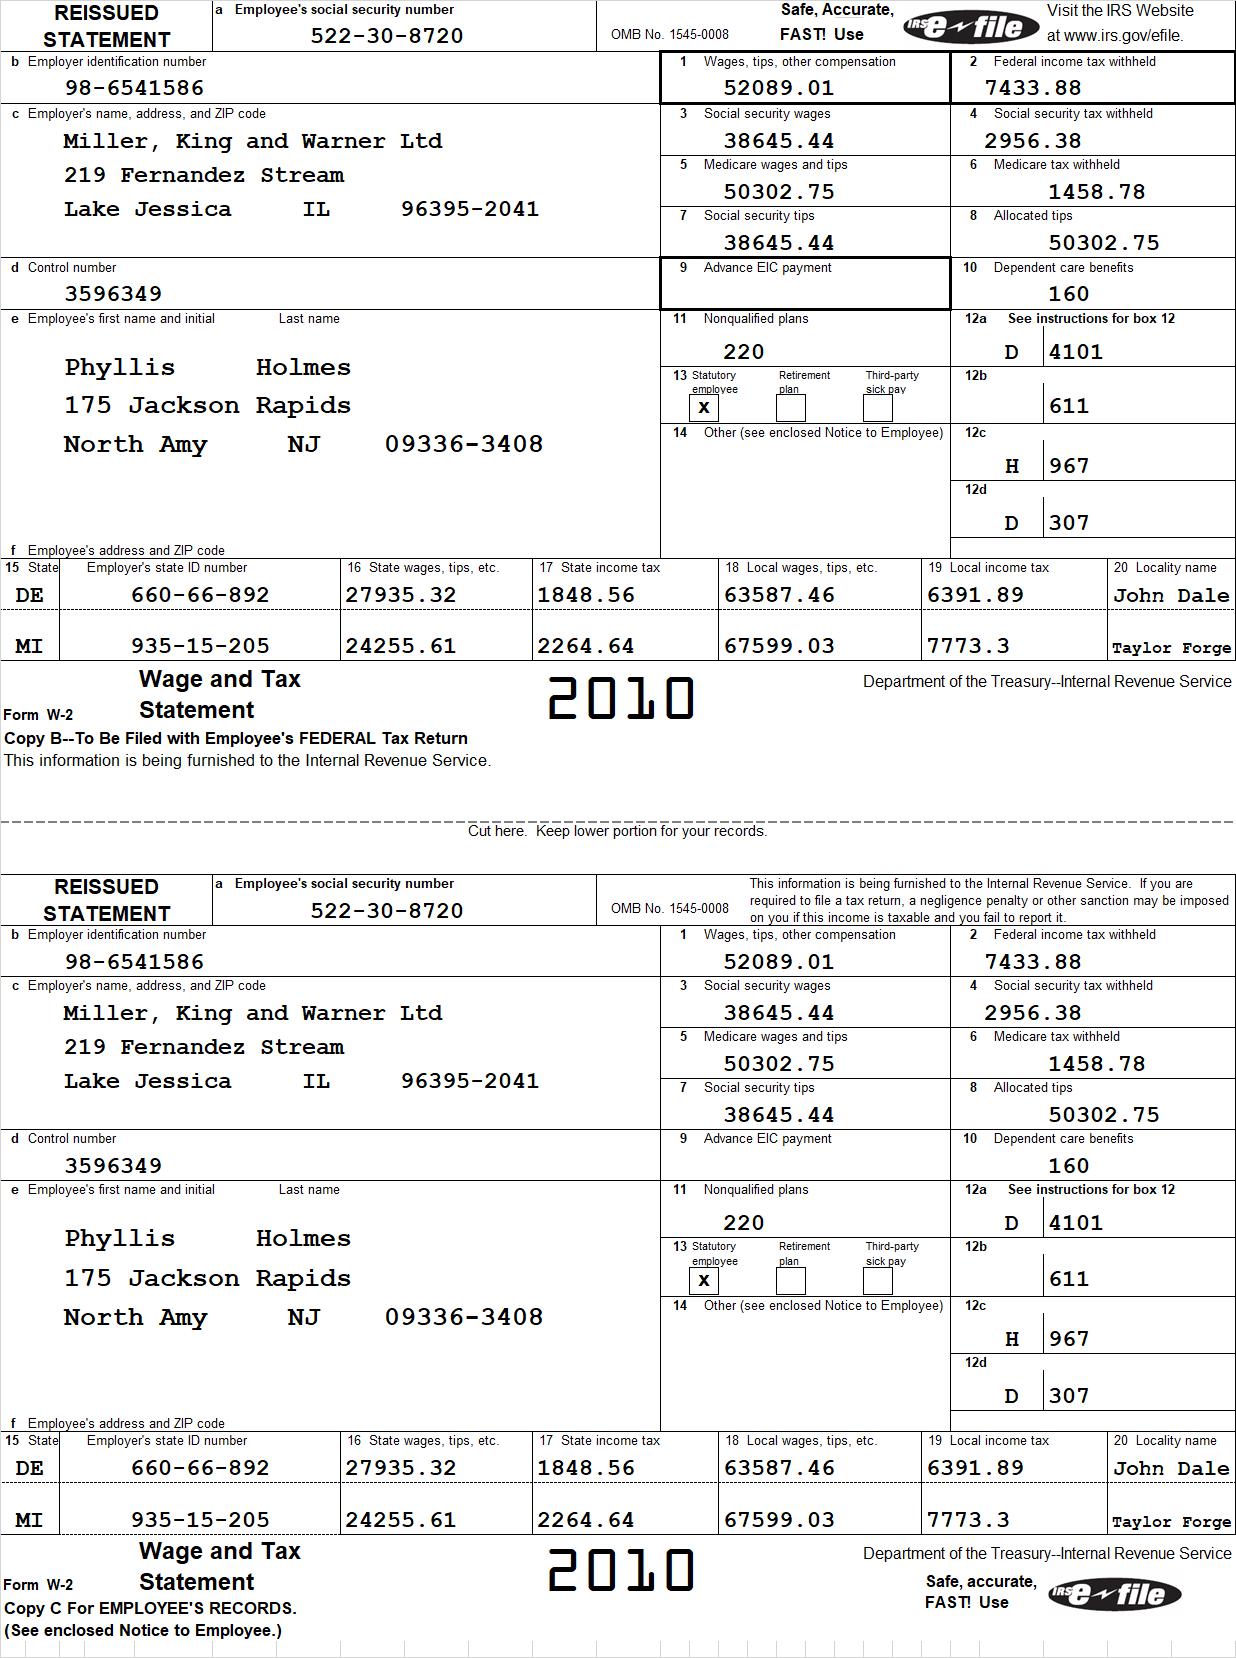 REISSUED STATEMENT
a Employee's social security number
522-30-8720
OMB No. 1545-0008
Safe, Accurate,
FAST! Use
IRS e-file
Visit the IRS Website
at www.irs.gov/efile.
b Employer identification number
98-6541586
1 Wages, tips, other compensation
52089.01
2 Federal income tax withheld
7433.88
c Employer's name, address, and ZIP code
Miller, King and Warner Ltd
219 Fernandez Stream
Lake Jessica IL 96395-2041
3 Social security wages
38645.44
4 Social security tax withheld
2956.38
5 Medicare wages and tips
50302.75
6 Medicare tax withheld
1458.78
7 Social security tips
38645.44
8 Allocated tips
50302.75
d Control number
3596349
9 Advance EIC payment
10 Dependent care benefits
160
e Employee's first name and initial Last name
Phyllis Holmes
175 Jackson Rapids
North Amy NJ 09336-3408
f Employee's address and ZIP code
11 Nonqualified plans
220
12a See instructions for box 12
D 4101
13 Statutory employee
Retirement plan
Third-party sick pay
X
12b
611
14 Other (see enclosed Notice to Employee)
12c
H 967
12d
D 307
15 State Employer's state ID number 16 State wages, tips, etc. 17 State income tax 18 Local wages, tips, etc. 19 Local income tax 20 Locality name
DE 660-66-892 27935.32 1848.56 63587.46 6391.89 John Dale
MI 935-15-205 24255.61 2264.64 67599.03 7773.3 Taylor Forge
Form W-2
Wage and Tax
Statement
2010
Department of the Treasury--Internal Revenue Service
Copy B--To Be Filed with Employee's FEDERAL Tax Return
This information is being furnished to the Internal Revenue Service.
Cut here. Keep lower portion for your records.
REISSUED STATEMENT
a Employee's social security number
522-30-8720
OMB No. 1545-0008
This information is being furnished to the Internal Revenue Service. If you are
required to file a tax return, a negligence penalty or other sanction may be imposed
on you if this income is taxable and you fail to report it.
b Employer identification number
98-6541586
1 Wages, tips, other compensation
52089.01
2 Federal income tax withheld
7433.88
c Employer's name, address, and ZIP code
Miller, King and Warner Ltd
219 Fernandez Stream
Lake Jessica IL 96395-2041
3 Social security wages
38645.44
4 Social security tax withheld
2956.38
5 Medicare wages and tips
50302.75
6 Medicare tax withheld
1458.78
7 Social security tips
38645.44
8 Allocated tips
50302.75
d Control number
3596349
9 Advance EIC payment
10 Dependent care benefits
160
e Employee's first name and initial Last name
Phyllis Holmes
175 Jackson Rapids
North Amy NJ 09336-3408
f Employee's address and ZIP code
11 Nonqualified plans
220
12a See instructions for box 12
D 4101
13 Statutory employee
Retirement plan
Third-party sick pay
X
12b
611
14 Other (see enclosed Notice to Employee)
12c
H 967
12d
D 307
15 State Employer's state ID number 16 State wages, tips, etc. 17 State income tax 18 Local wages, tips, etc. 19 Local income tax 20 Locality name
DE 660-66-892 27935.32 1848.56 63587.46 6391.89 John Dale
MI 935-15-205 24255.61 2264.64 67599.03 7773.3 Taylor Forge
Form W-2
Wage and Tax
Statement
2010
Department of the Treasury--Internal Revenue Service
Safe, accurate,
FAST! Use
IRS e-file
Copy C For EMPLOYEE'S RECORDS.
(See enclosed Notice to Employee.)